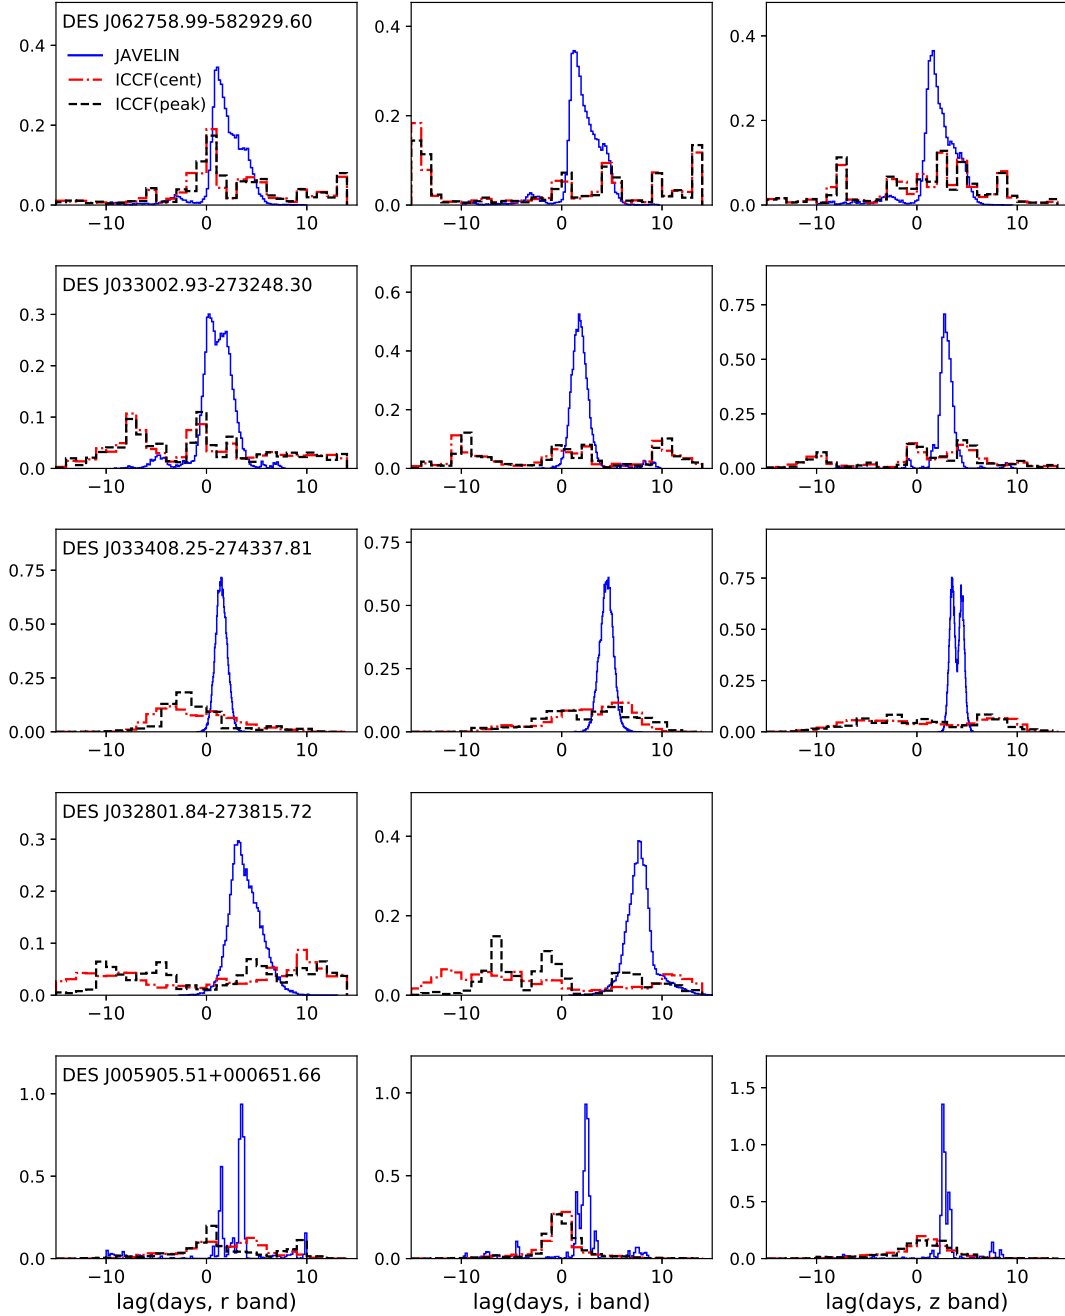 DES J062758.99-582929.60
JAVELIN
ICCF(cent)
ICCF(peak)
0.4
0.2
0.0
−10 0 10
0.4
0.2
0.0
−10 0 10
0.4
0.2
0.0
−10 0 10
DES J033002.93-273248.30
0.3
0.2
0.1
0.0
−10 0 10
0.6
0.4
0.2
0.0
−10 0 10
0.75
0.50
0.25
0.00
−10 0 10
DES J033408.25-274337.81
0.75
0.50
0.25
0.00
−10 0 10
0.75
0.50
0.25
0.00
−10 0 10
0.75
0.50
0.25
0.00
−10 0 10
DES J032801.84-273815.72
0.3
0.2
0.1
0.0
−10 0 10
0.4
0.2
0.0
−10 0 10
DES J005905.51+000651.66
1.0
0.5
0.0
−10 0 10
lag(days, r band)
1.0
0.5
0.0
−10 0 10
lag(days, i band)
1.5
1.0
0.5
0.0
−10 0 10
lag(days, z band)